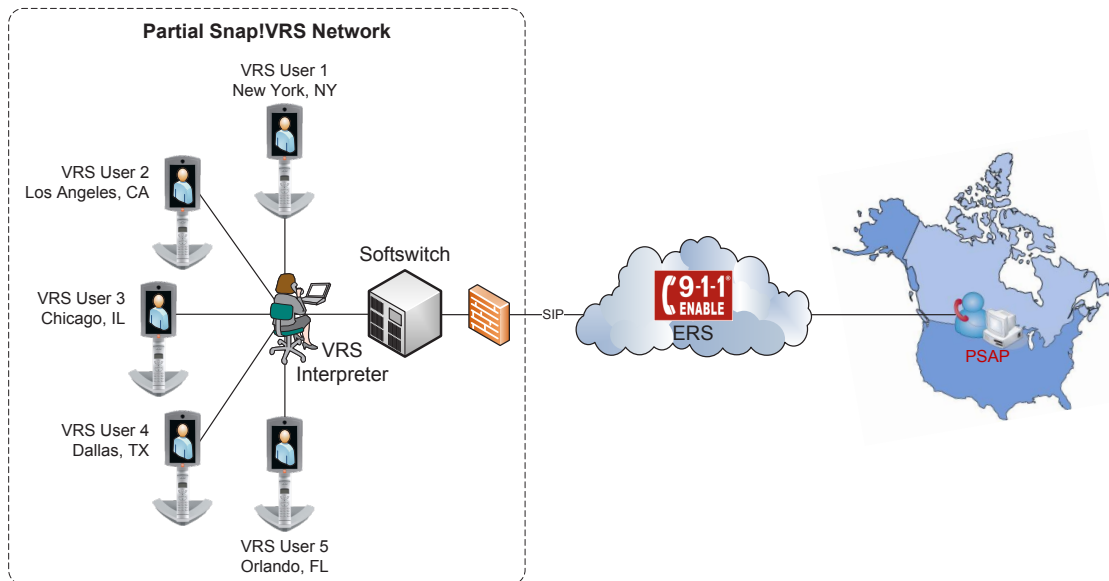 Partial Snap!VRS Network
VRS User 1
New York, NY
VRS User 2
Los Angeles, CA
Softswitch
VRS User 3
Chicago, IL
VRS
Interpreter
SIP
9-1-1®
ENABLE
ERS
PSAP
VRS User 4
Dallas, TX
VRS User 5
Orlando, FL